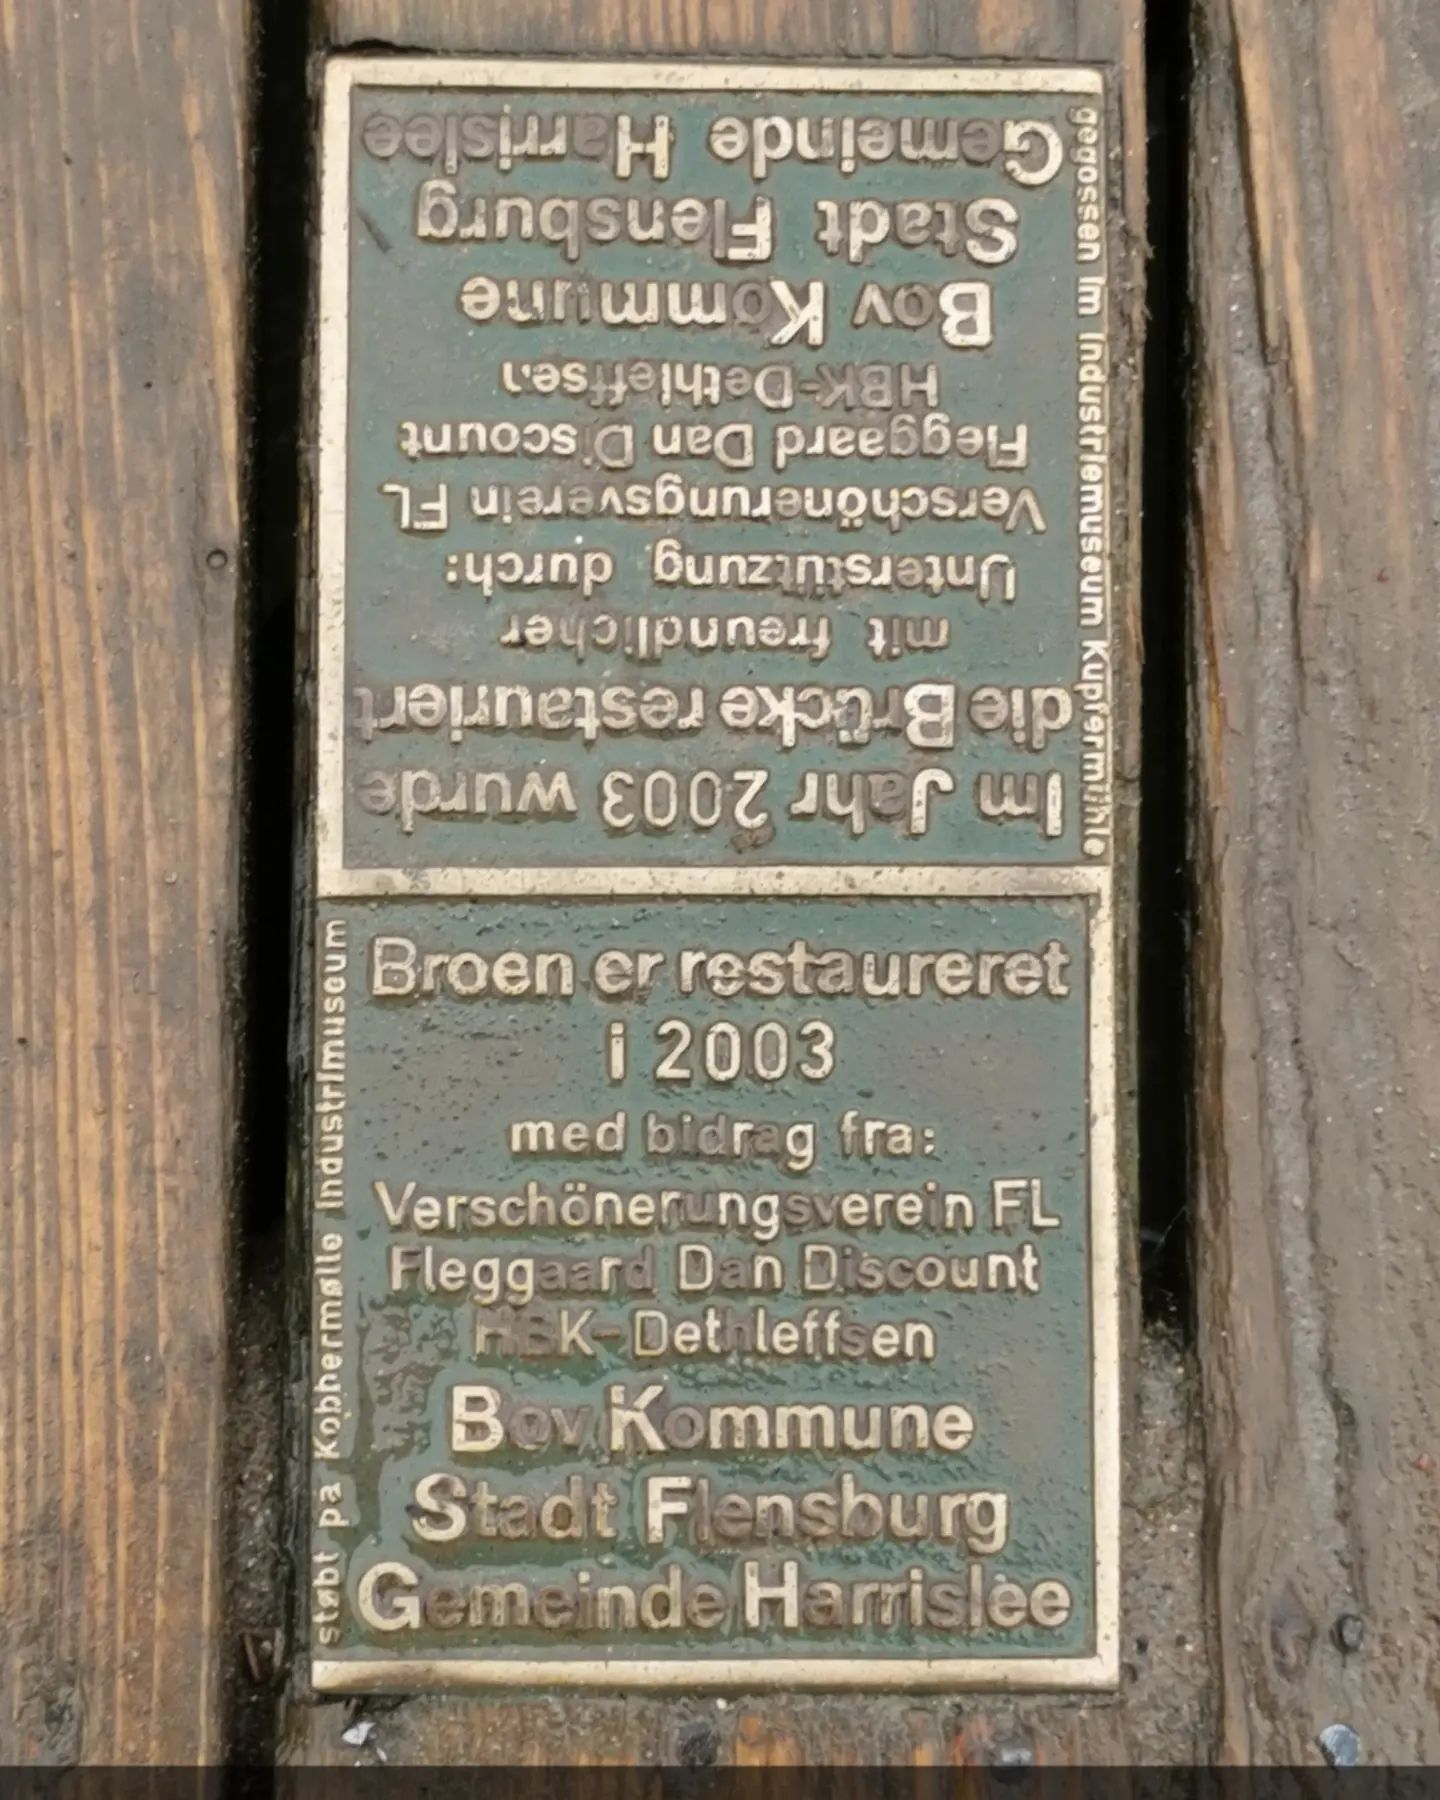 Im Jahr 2003 wurde
die Brücke restauriert
mit freundlicher
Unterstützung durch:
Verschönerungsverein FL
Fleggaard Dan Discount
HBK-Dethleffsen
Bov Kommune
Stadt Flensburg
Gemeinde Harrislee
gegossen im Industriemuseum Kupfermühle
Broen er restaureret
i 2003
med bidrag fra:
Verschönerungsverein FL
Fleggaard Dan Discount
HBK-Dethleffsen
Bov Kommune
Stadt Flensburg
Gemeinde Harrislee
støbt på Kobbermølle Industrimuseum